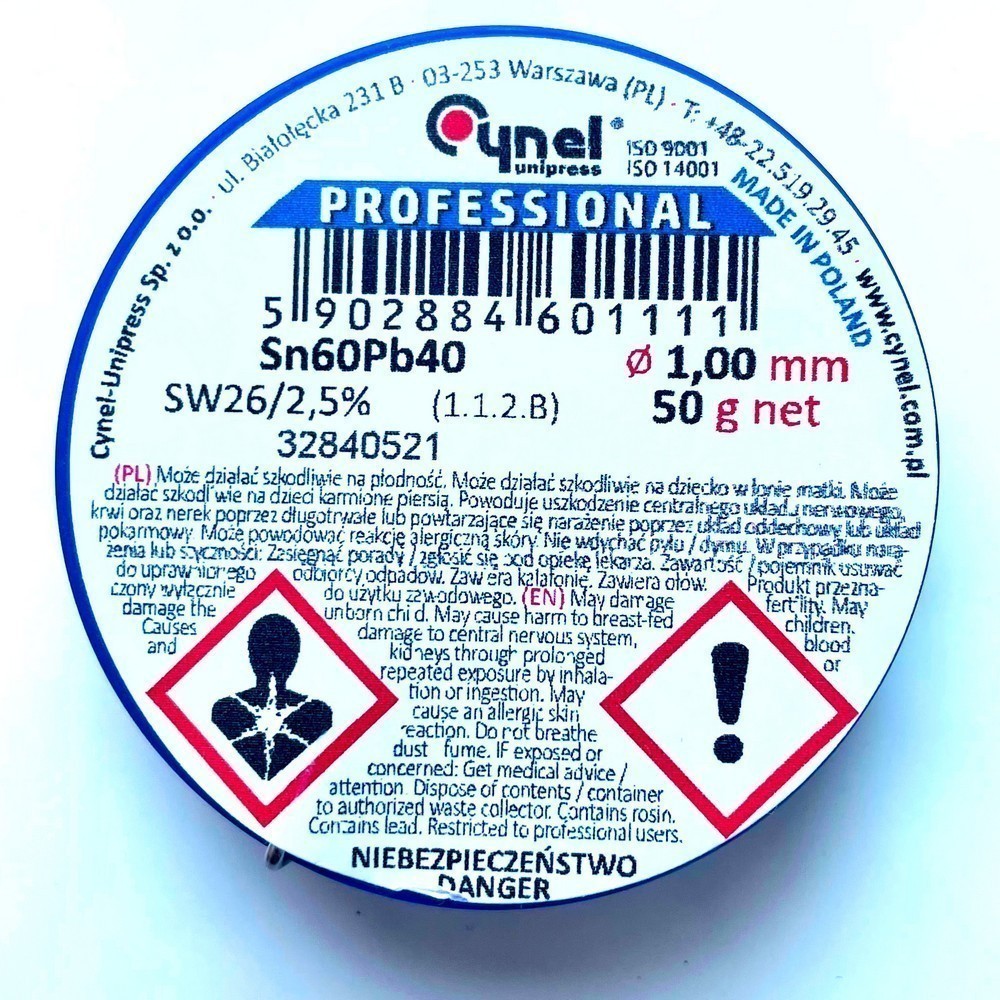 Cynel-Unipress Sp. z o.o. · ul. Białołęcka 231 B · 03-253 Warszawa (PL) · T: +48-22.519.29.45 · www.cynel.com.pl
Cynel®
unipress
ISO 9001
ISO 14001
MADE IN POLAND
PROFESSIONAL
5 902884 601111
Sn60Pb40
ø 1,00 mm
SW26/2,5% (1.1.2.B)
50 g net
32840521
(PL) Może działać szkodliwie na płodność. Może działać szkodliwie na dziecko w łonie matki. Może
działać szkodliwie na dzieci karmione piersią. Powoduje uszkodzenie centralnego układu nerwowego,
krwi oraz nerek poprzez długotrwałe lub powtarzające się narażenie poprzez układ oddechowy lub układ
pokarmowy. Może powodować reakcję alergiczną skóry. Nie wdychać pyłu / dymu. W przypadku nara-
żenia lub styczności: Zasięgnąć porady / zgłosić się pod opiekę lekarza. Zawartość / pojemnik usuwać
do uprawnionego odbiorcy odpadów. Zawiera kalafonię. Zawiera ołów. Produkt przezna-
czony wyłącznie do użytku zawodowego. (EN) May damage fertility. May
damage the unborn child. May cause harm to breast-fed children.
Causes damage to central nervous system, blood
and kidneys through prolonged or
repeated exposure by inhala-
tion or ingestion. May
cause an allergic skin
reaction. Do not breathe
dust fume. IF exposed or
concerned: Get medical advice /
attention. Dispose of contents / container
to authorized waste collector. Contains rosin.
Contains lead. Restricted to professional users.
NIEBEZPIECZEŃSTWO
DANGER